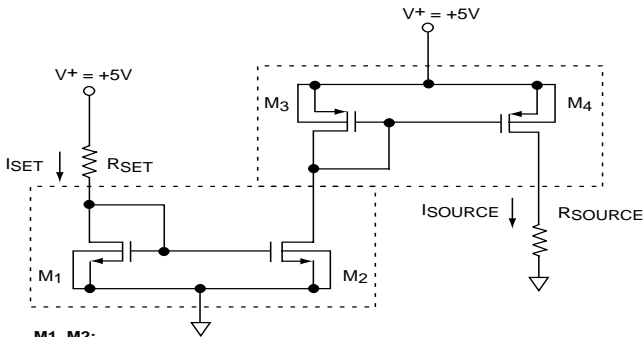 V+ = +5V
V+ = +5V
M3
M4
ISET
RSET
ISOURCE
RSOURCE
M1
M2
M1, M2: